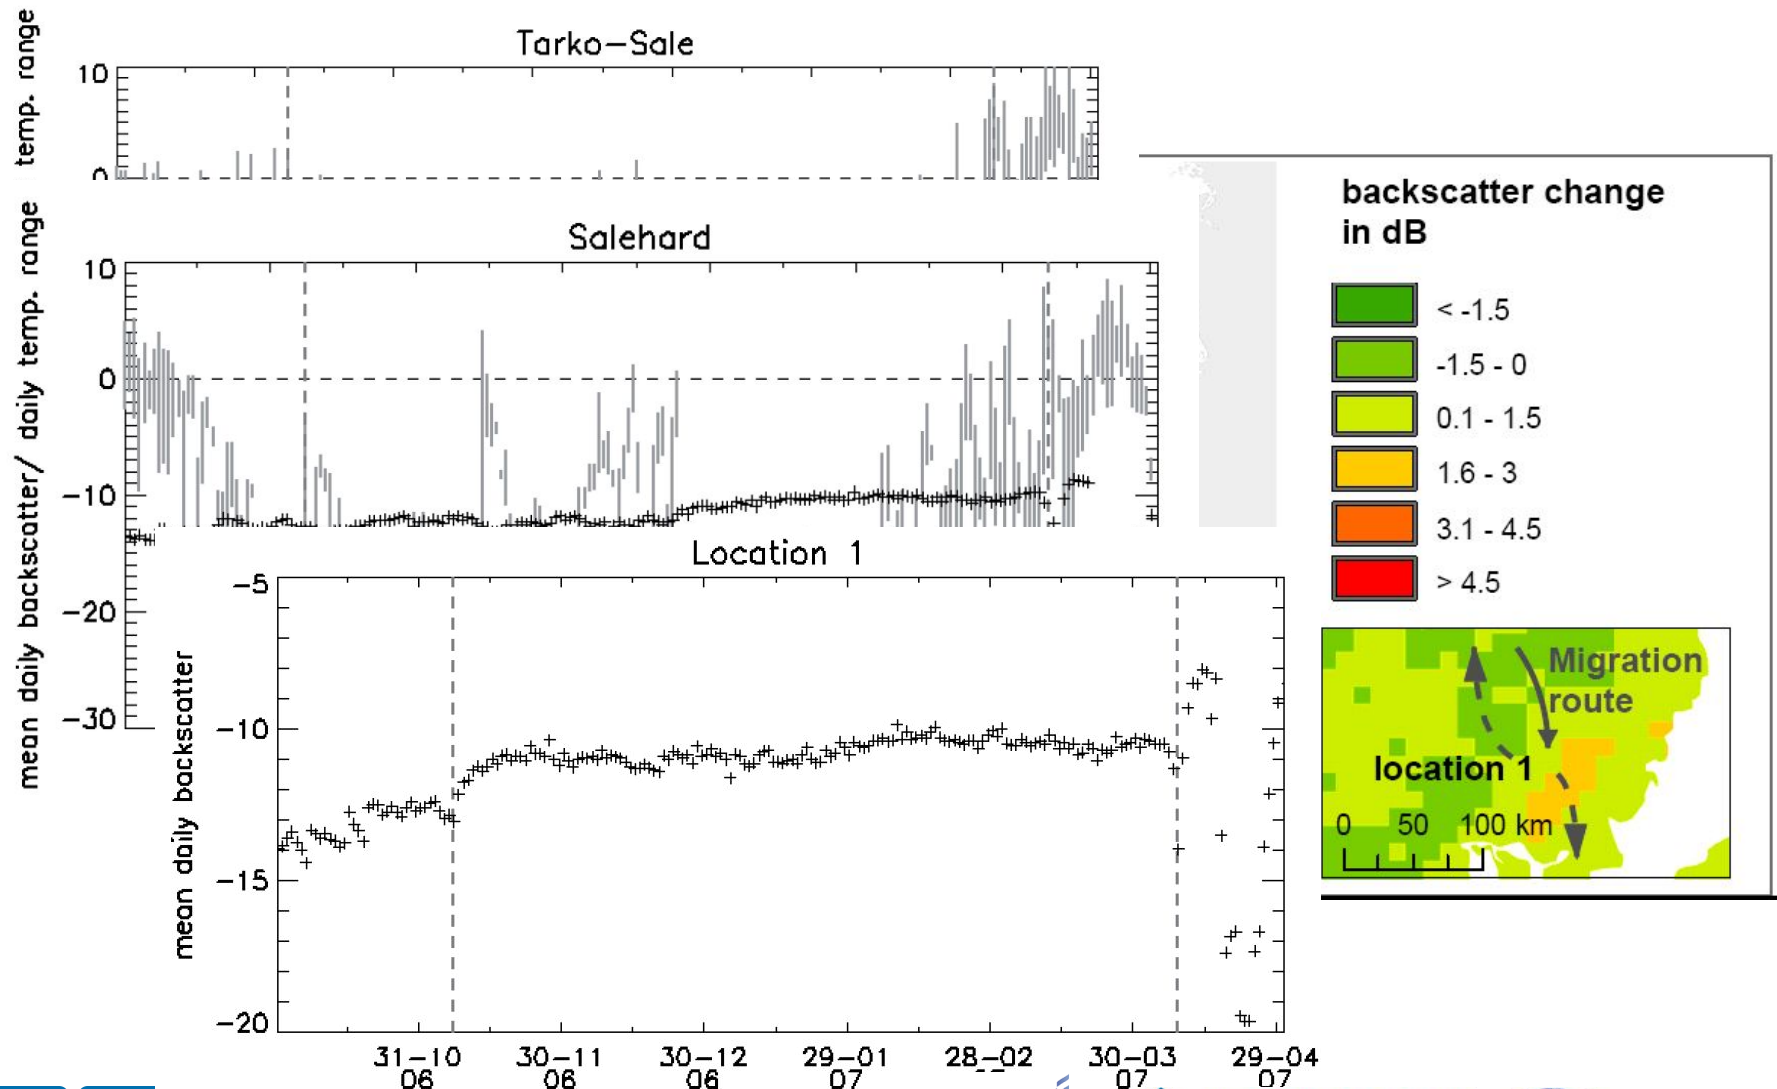 Tarko-Sale
temp. range
10
0
Salehard
mean daily backscatter/ daily temp. range
10
0
-10
-20
-30
Location 1
mean daily backscatter
-5
-10
-15
-20
31-10 30-11 30-12 29-01 28-02 30-03 29-04
06 06 06 07 07 07
backscatter change
in dB
< -1.5
-1.5 - 0
0.1 - 1.5
1.6 - 3
3.1 - 4.5
> 4.5
Migration
route
location 1
0 50 100 km